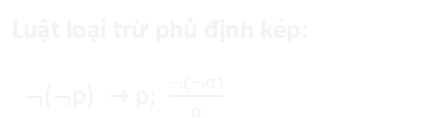 Luật loại trừ phủ định kép:
¬(¬p) → p; ¬(¬α)/α